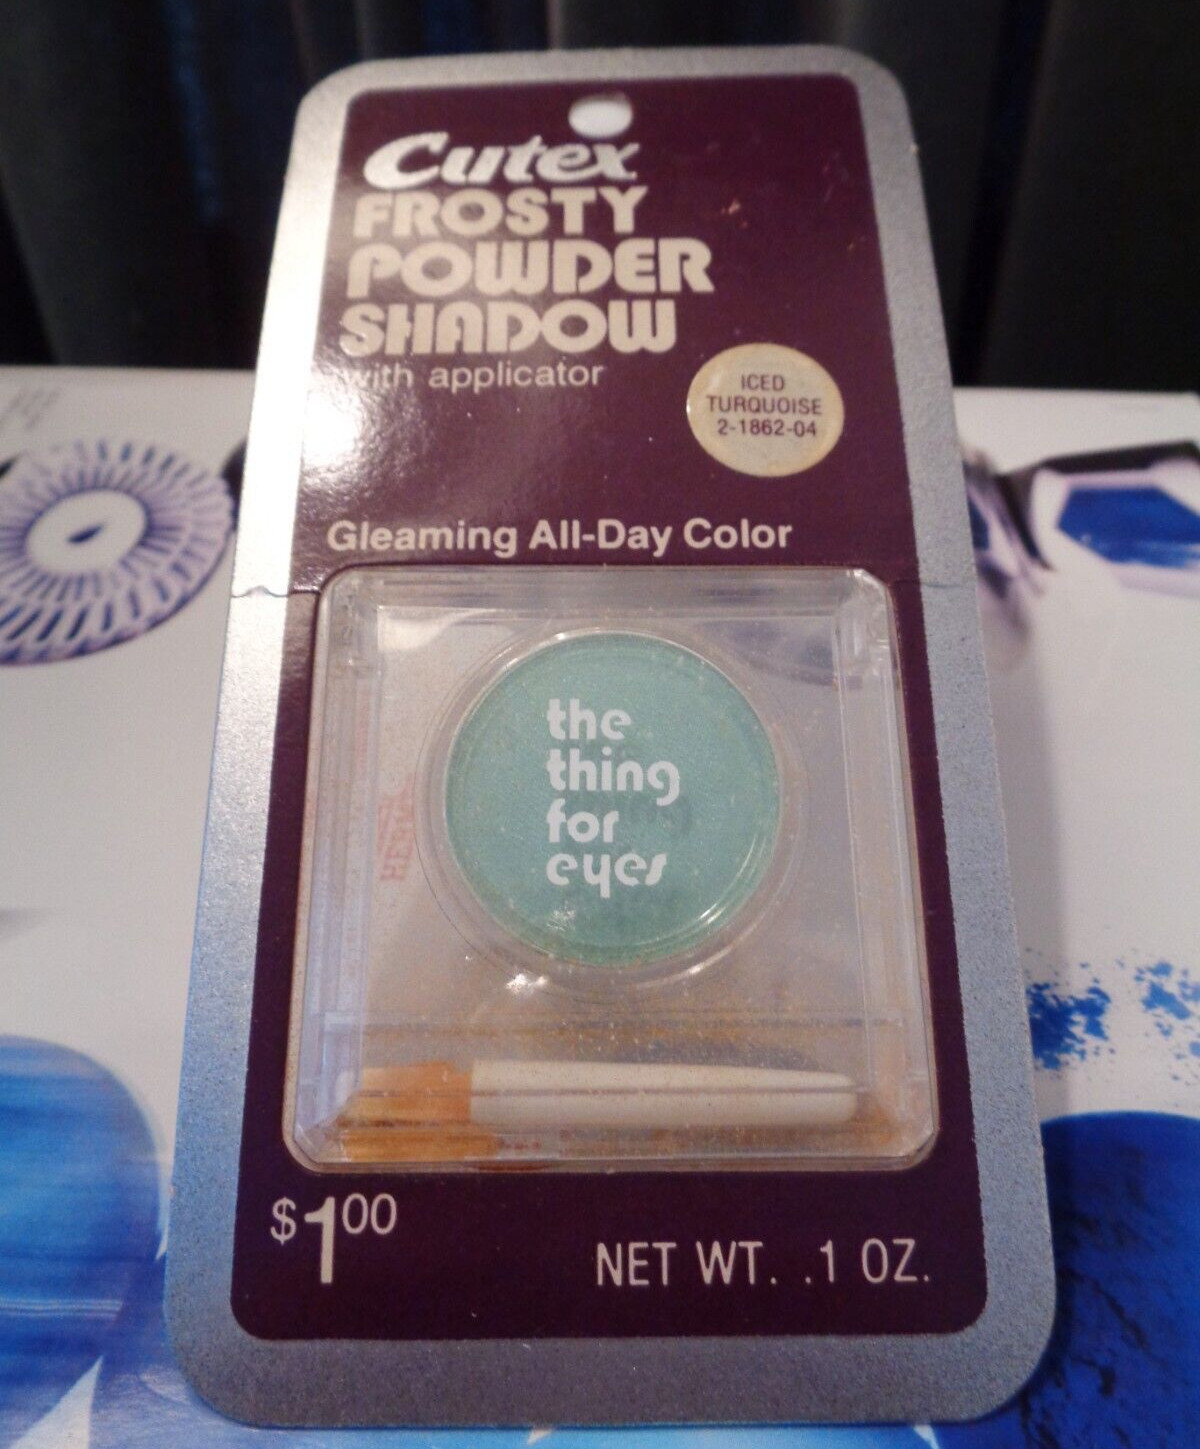 Cutex
FROSTY
POWDER
SHADOW
with applicator
ICED
TURQUOISE
2-1862-04
Gleaming All-Day Color
the
thing
for
eyes
$1.00
NET WT. .1 OZ.